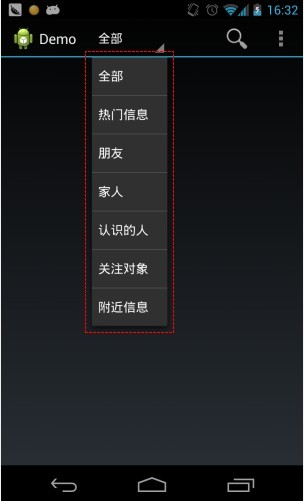 16:32
Demo 全部
全部
热门信息
朋友
家人
认识的人
关注对象
附近信息